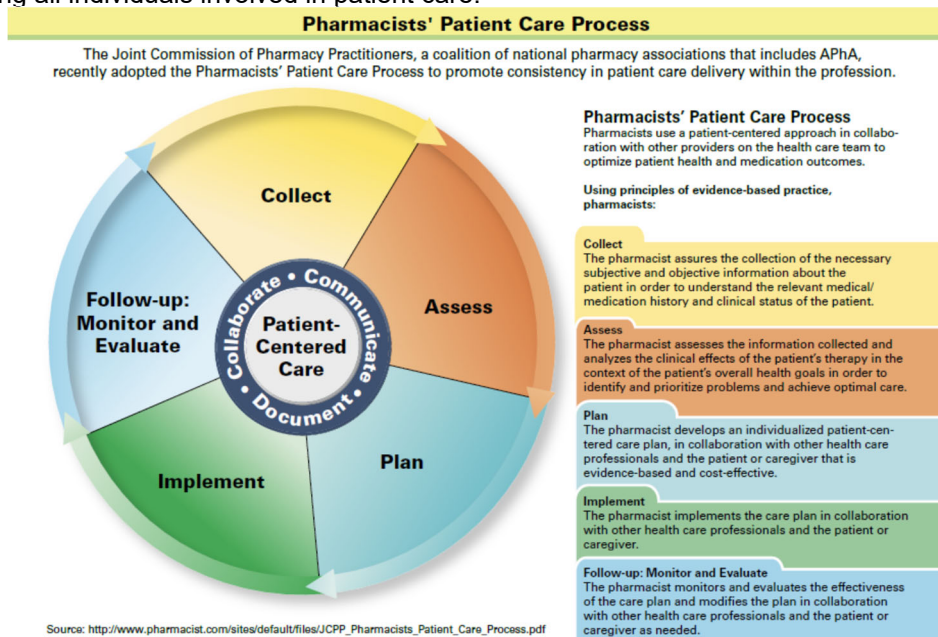 ng all individuals involved in patient care.
Pharmacists' Patient Care Process
The Joint Commission of Pharmacy Practitioners, a coalition of national pharmacy associations that includes APhA,
recently adopted the Pharmacists' Patient Care Process to promote consistency in patient care delivery within the profession.
Collect
Assess
Plan
Implement
Follow-up:
Monitor and
Evaluate
Collaborate • Communicate • Document •
Patient-
Centered
Care
Pharmacists' Patient Care Process
Pharmacists use a patient-centered approach in collabo-
ration with other providers on the health care team to
optimize patient health and medication outcomes.
Using principles of evidence-based practice,
pharmacists:
Collect
The pharmacist assures the collection of the necessary
subjective and objective information about the
patient in order to understand the relevant medical/
medication history and clinical status of the patient.
Assess
The pharmacist assesses the information collected and
analyzes the clinical effects of the patient's therapy in the
context of the patient's overall health goals in order to
identify and prioritize problems and achieve optimal care.
Plan
The pharmacist develops an individualized patient-cen-
tered care plan, in collaboration with other health care
professionals and the patient or caregiver that is
evidence-based and cost-effective.
Implement
The pharmacist implements the care plan in collaboration
with other health care professionals and the patient or
caregiver.
Follow-up: Monitor and Evaluate
The pharmacist monitors and evaluates the effectiveness
of the care plan and modifies the plan in collaboration
with other health care professionals and the patient or
caregiver as needed.
Source: http://www.pharmacist.com/sites/default/files/JCPP_Pharmacists_Patient_Care_Process.pdf